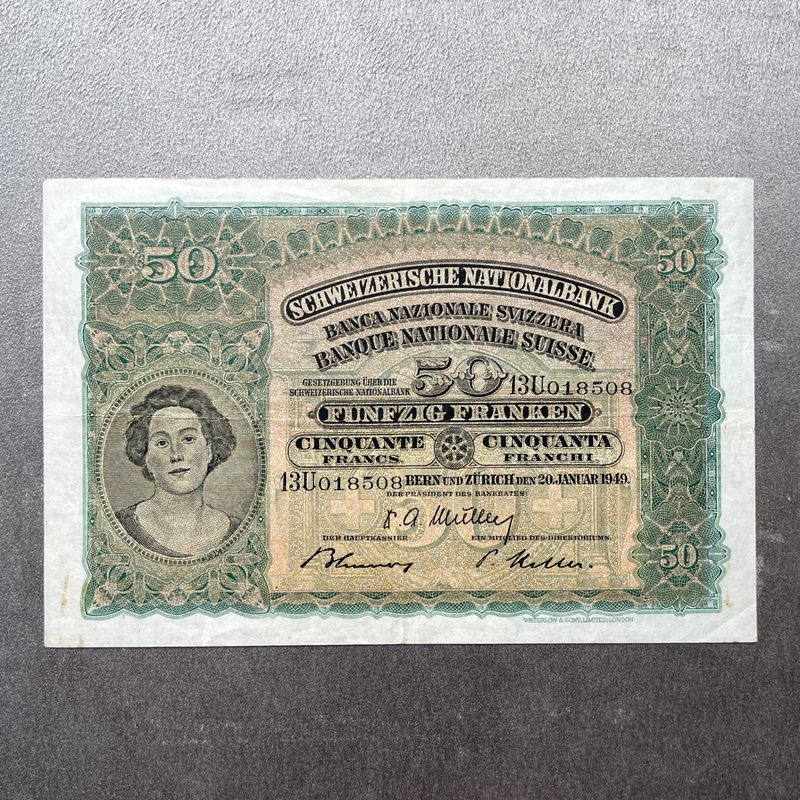 50
50
SCHWEIZERISCHE NATIONALBANK
BANCA NAZIONALE SVIZZERA
BANQUE NATIONALE SUISSE.
GESETZGEBUNG ÜBER DIE
SCHWEIZERISCHE NATIONALBANK
50
13U018508
FÜNFZIG FRANKEN
CINQUANTE
FRANCS.
CINQUANTA
FRANCHI
13U018508 BERN UND ZÜRICH DEN 20. JANUAR 1949.
DER PRÄSIDENT DES BANKRATES:
A. Müller
DER HAUPTKASSIER
EIN MITGLIED DES DIREKTORIUMS:
50
WATERLOW & SONS, LIMITED, LONDON